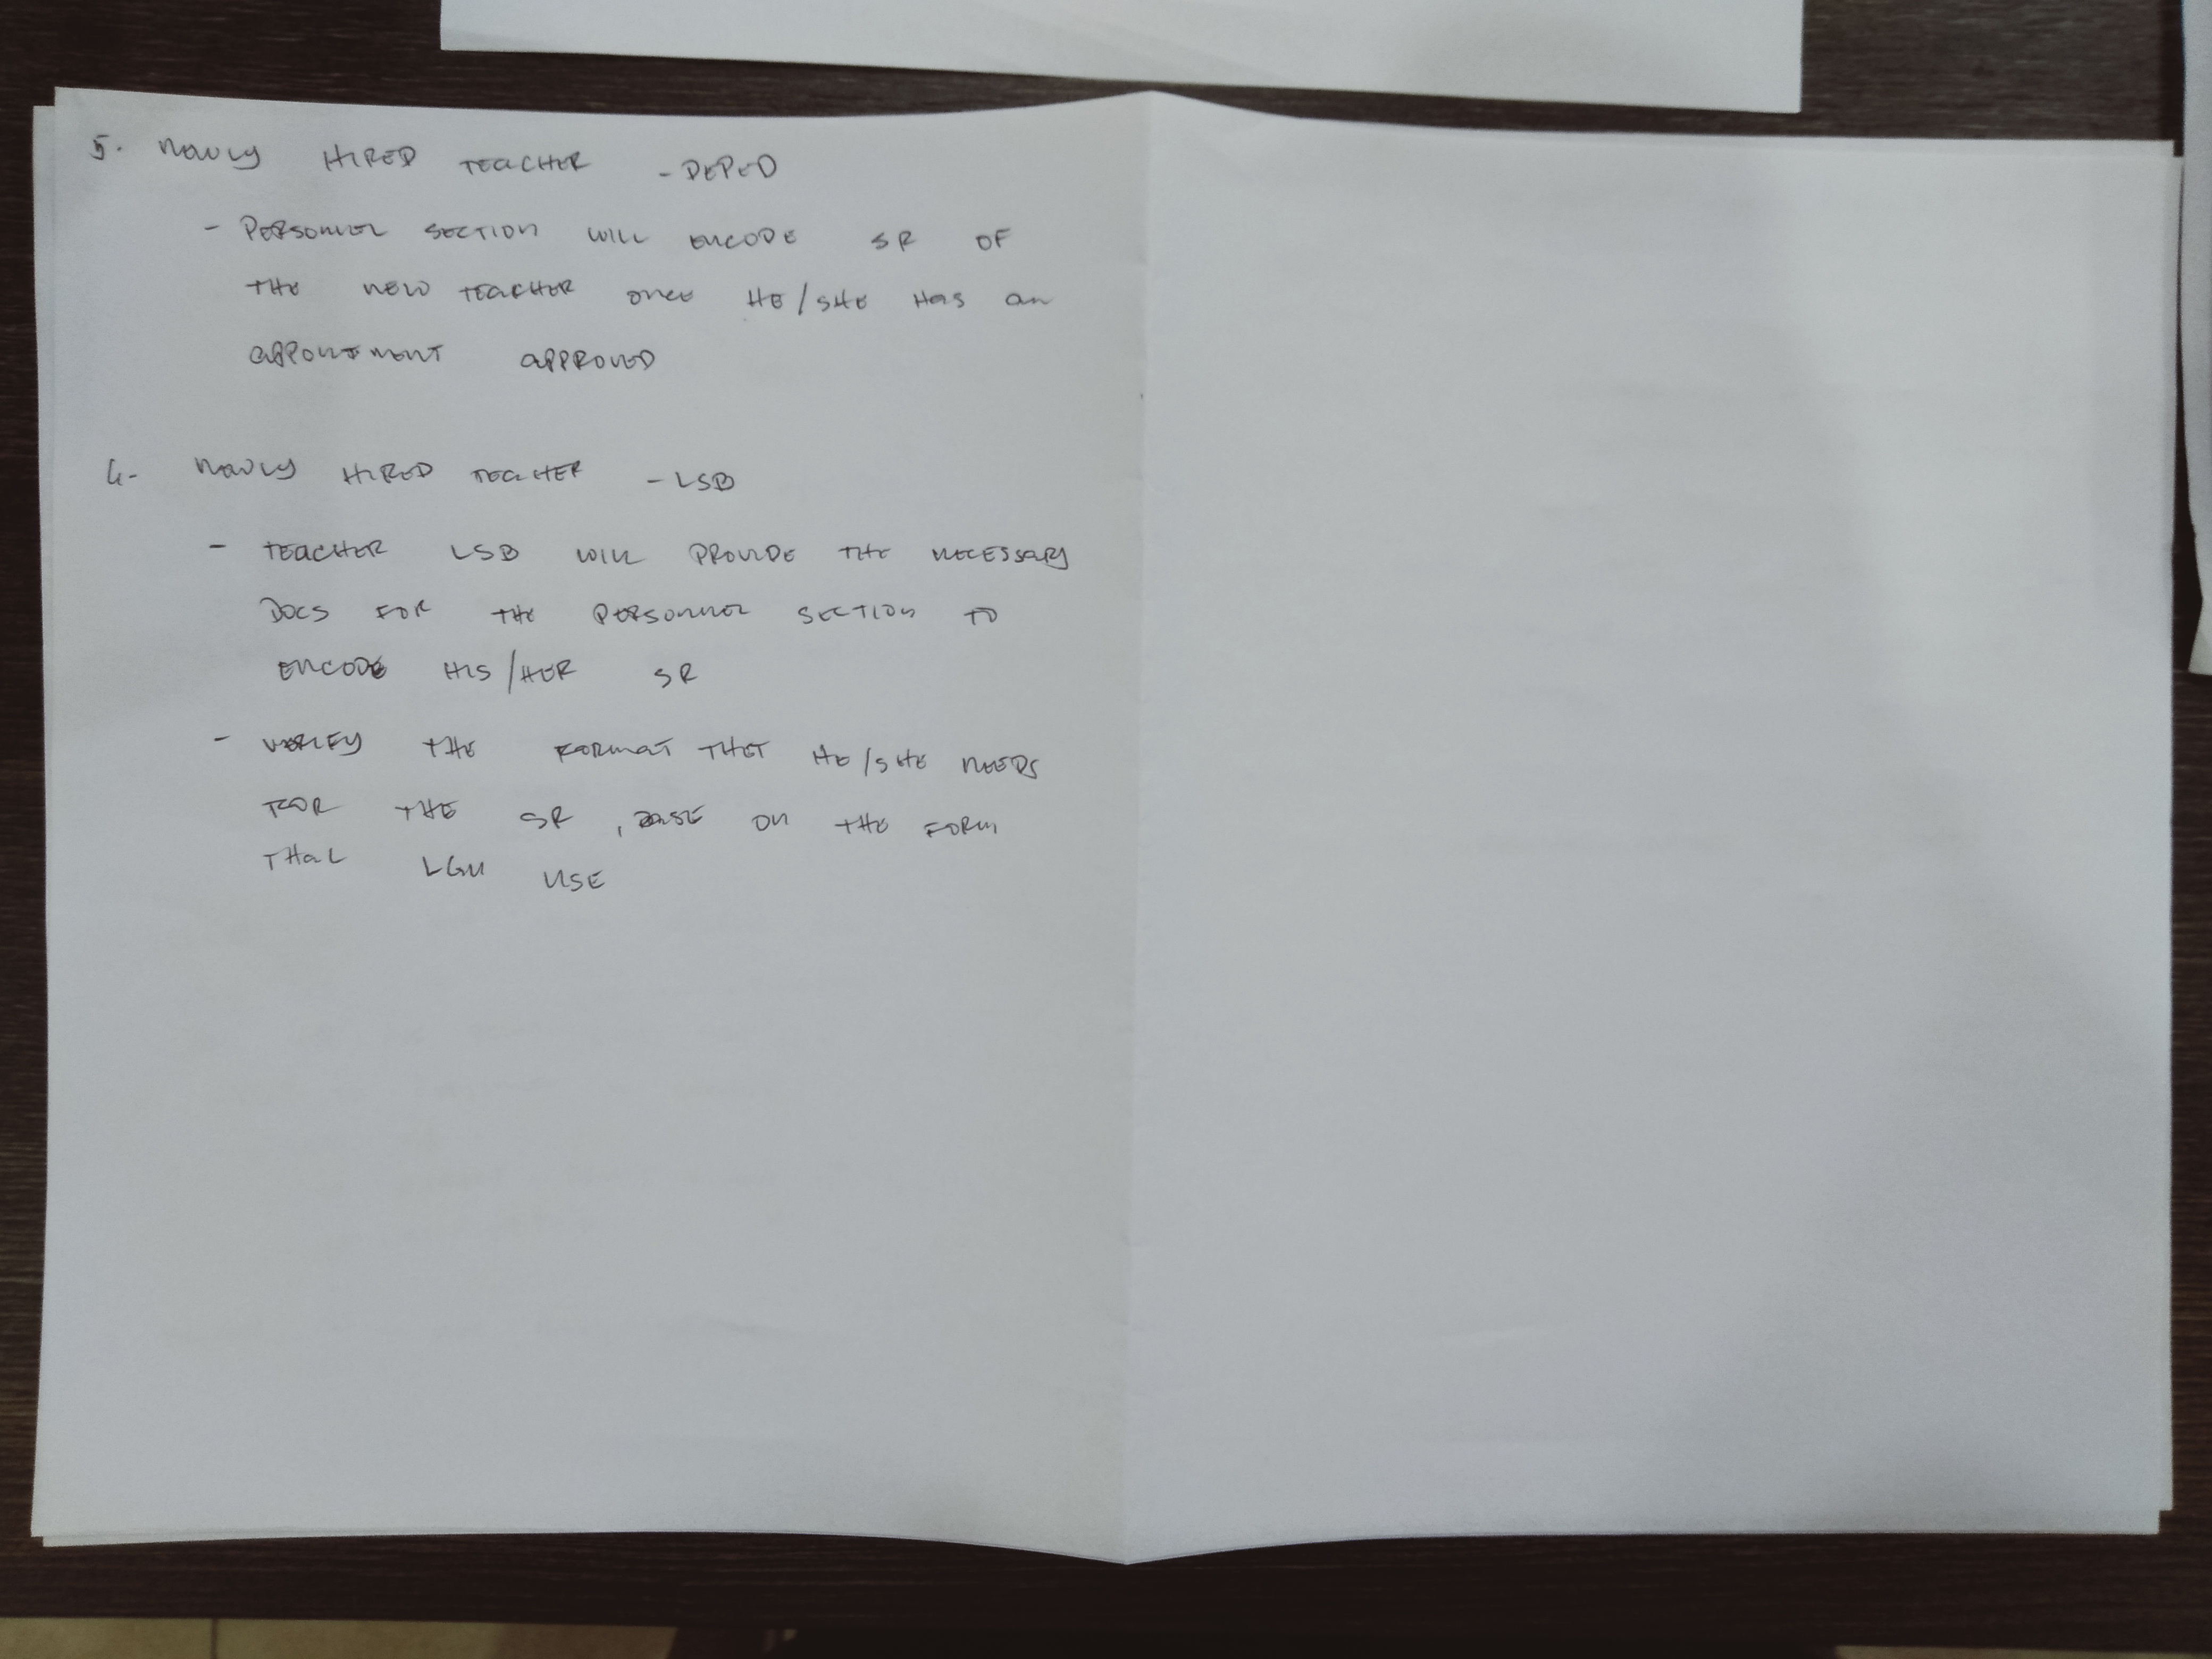 5. NEWLY HIRED TEACHER - DEPED
- PERSONNEL SECTION WILL ENCODE SR OF
THE NEW TEACHER ONCE HE/SHE HAS AN
APPOINTMENT APPROVED
6- NEWLY HIRED TEACHER - LSB
- TEACHER LSB WILL PROVIDE THE NECESSARY
DOCS FOR THE PERSONNEL SECTION TO
ENCODE HIS/HER SR
- VERIFY THE FORMAT THAT HE/SHE NEEDS
FOR THE SR, BASE ON THE FORM
THAT LGU USE